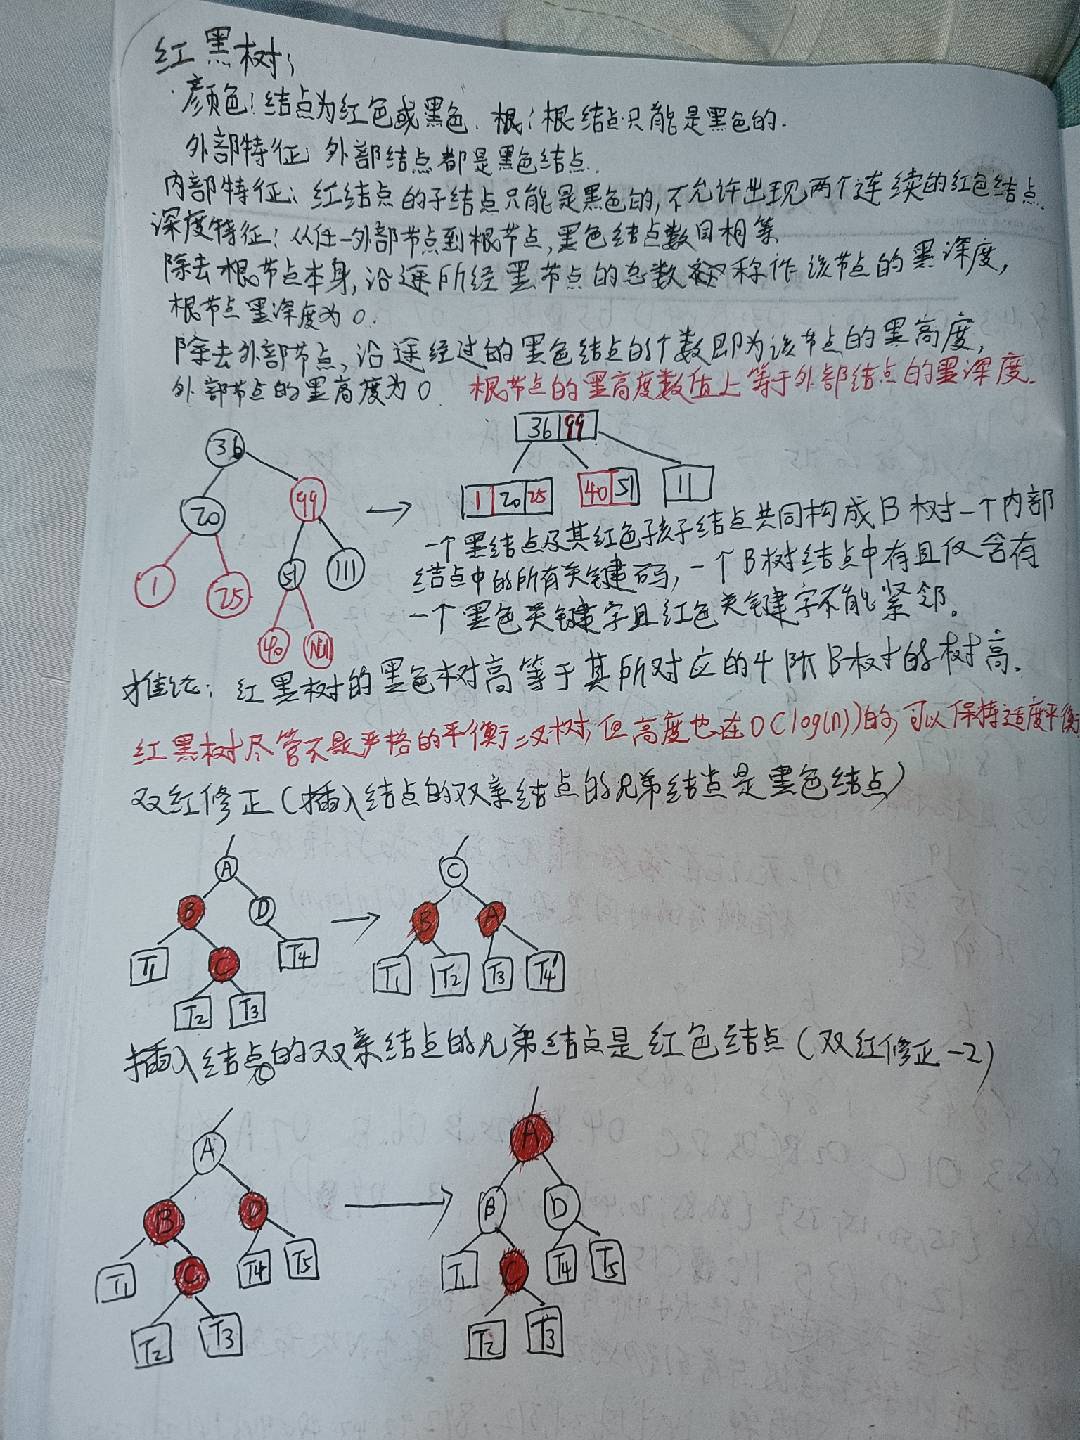 红黑树;
颜色:结点为红色或黑色. 根:根结点只能是黑色的.
外部特征: 外部结点都是黑色结点.
内部特征:红结点的子结点只能是黑色的,不允许出现两个连续的红色结点.
深度特征:从任一外部节点到根节点,黑色结点数目相等.
除去根节点本身,沿途所经黑节点的总数称作该节点的黑深度,
根节点黑深度为0.
除去外部节点,沿途经过的黑色结点的个数即为该节点的黑高度,
外部节点的黑高度为0. 根节点的黑高度数值上等于外部结点的黑深度.
36 36 99
20 99 → 1 20 25 40 51 11
1 25 51 111
40 Nil
一个黑结点及其红色子孩子结点共同构成B树一个内部
结点中的所有关键码,一个B树结点中有且仅含有
一个黑色关键字且红色关键字不能紧邻。
推论:红黑树的黑色树高等于其所对应的4阶B树的树高.
红黑树尽管不是严格的平衡二叉树,但高度也在O(log(n))的,可以保持适度平衡
双红修正(插入结点的双亲结点的兄弟结点是黑色结点)
A C
B D → B A
T1 C T4 T1 T2 T3 T4
T2 T3
插入结点的双亲结点的兄弟结点是红色结点(双红修正-2)
A A
B D → B D
T1 C T4 T5 T1 C T4 T5
T2 T3 T2 T3